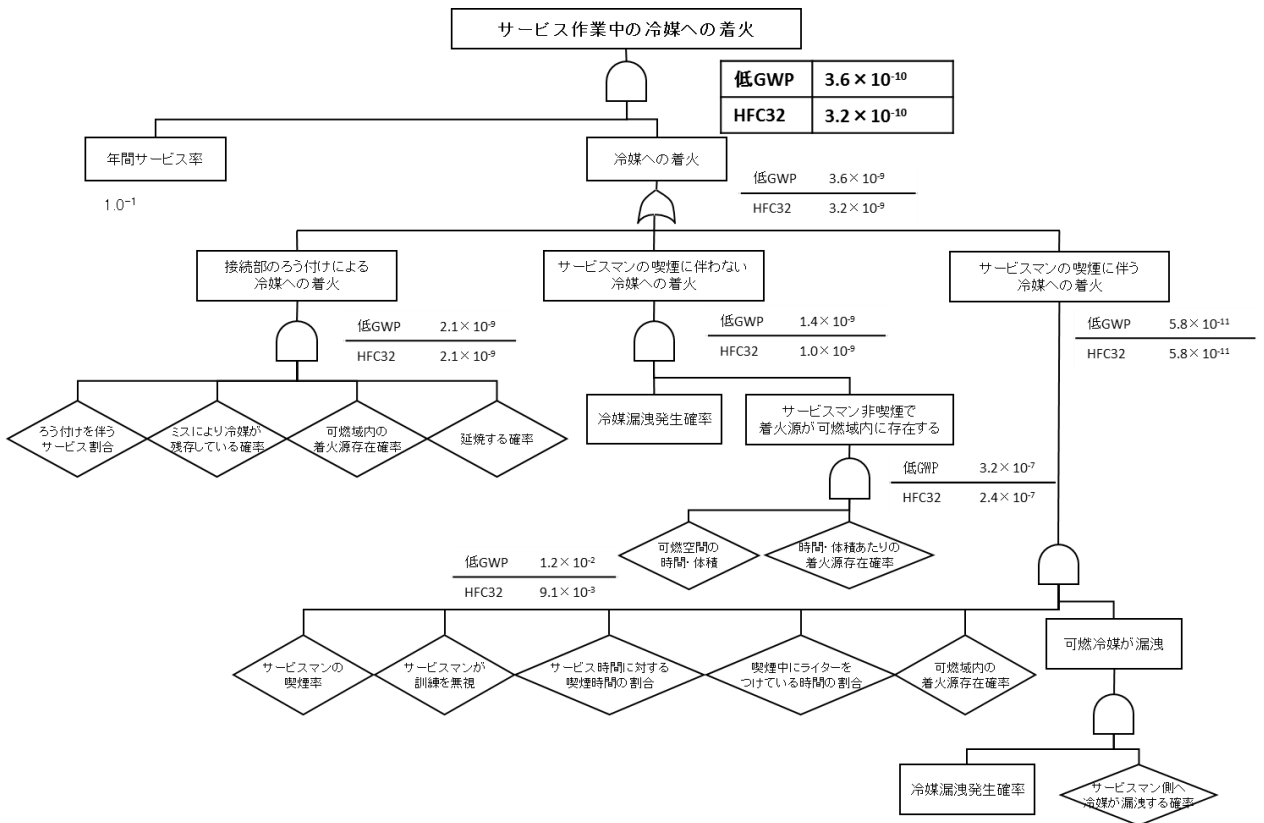 サービス作業中の冷媒への着火
低GWP 3.6×10⁻¹⁰
HFC32 3.2×10⁻¹⁰
年間サービス率
1.0⁻¹
冷媒への着火
低GWP 3.6×10⁻⁹
HFC32 3.2×10⁻⁹
接続部のろう付けによる
冷媒への着火
低GWP 2.1×10⁻⁹
HFC32 2.1×10⁻⁹
サービスマンの喫煙に伴わない
冷媒への着火
低GWP 1.4×10⁻⁹
HFC32 1.0×10⁻⁹
サービスマンの喫煙に伴う
冷媒への着火
低GWP 5.8×10⁻¹¹
HFC32 5.8×10⁻¹¹
ろう付けを伴う
サービス割合
ミスにより冷媒が
残存している確率
可燃域内の
着火源存在確率
延焼する確率
冷媒漏洩発生確率
サービスマン非喫煙で
着火源が可燃域内に存在する
低GWP 3.2×10⁻⁷
HFC32 2.4×10⁻⁷
可燃空間の
時間・体積
時間・体積あたりの
着火源存在確率
低GWP 1.2×10⁻²
HFC32 9.1×10⁻³
サービスマンの
喫煙率
サービスマンが
訓練を無視
サービス時間に対する
喫煙時間の割合
喫煙中にライターを
つけている時間の割合
可燃域内の
着火源存在確率
可燃冷媒が漏洩
冷媒漏洩発生確率
サービスマン側へ
冷媒が漏洩する確率